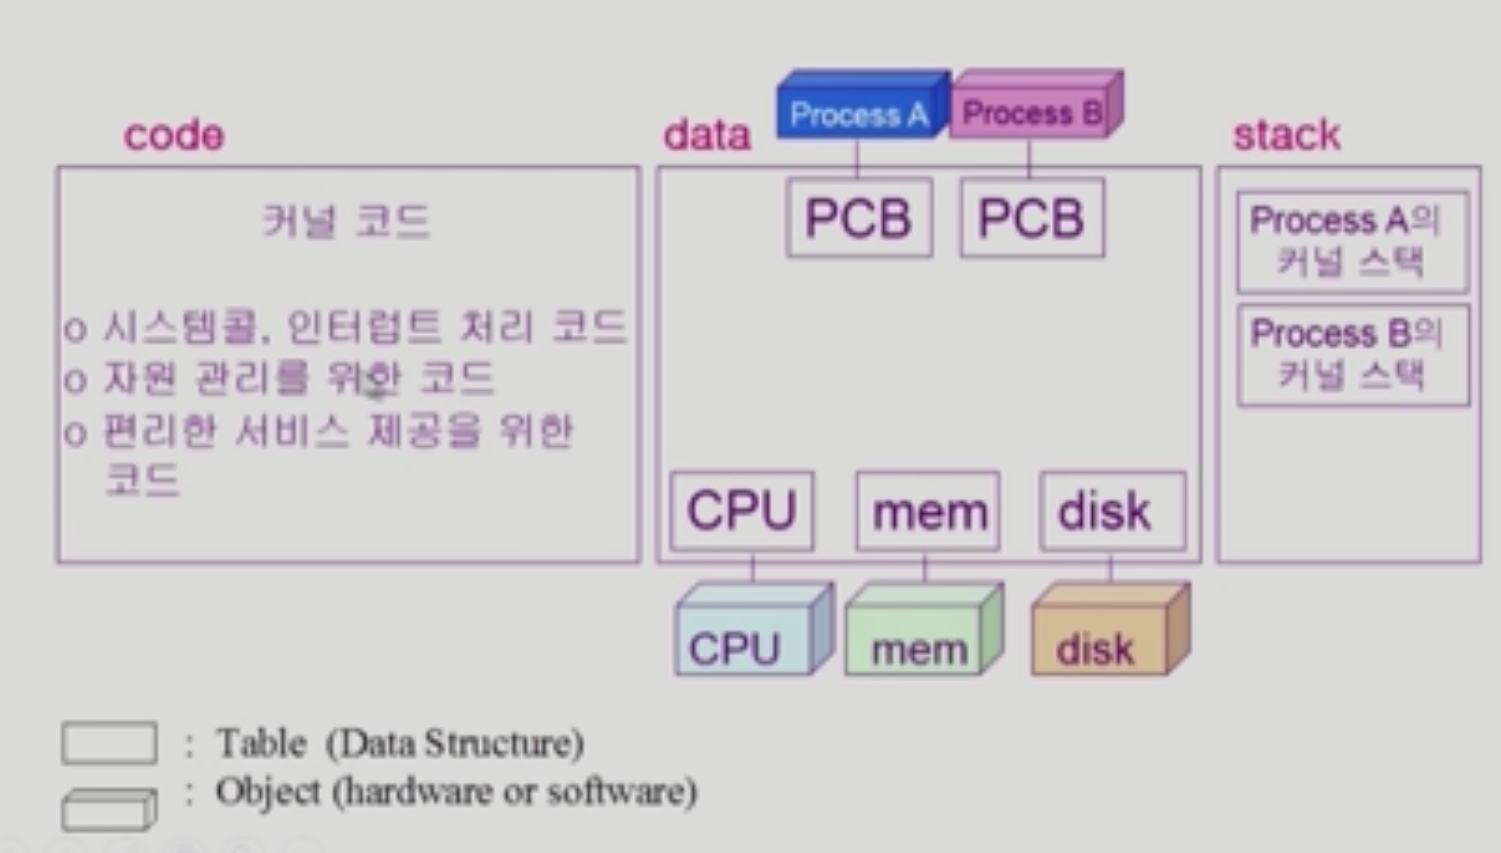 code
커널 코드
o 시스템콜, 인터럽트 처리 코드
o 자원 관리를 위한 코드
o 편리한 서비스 제공을 위한
코드
data
Process A
Process B
PCB
PCB
CPU
mem
disk
CPU
mem
disk
stack
Process A의
커널 스택
Process B의
커널 스택
: Table (Data Structure)
: Object (hardware or software)